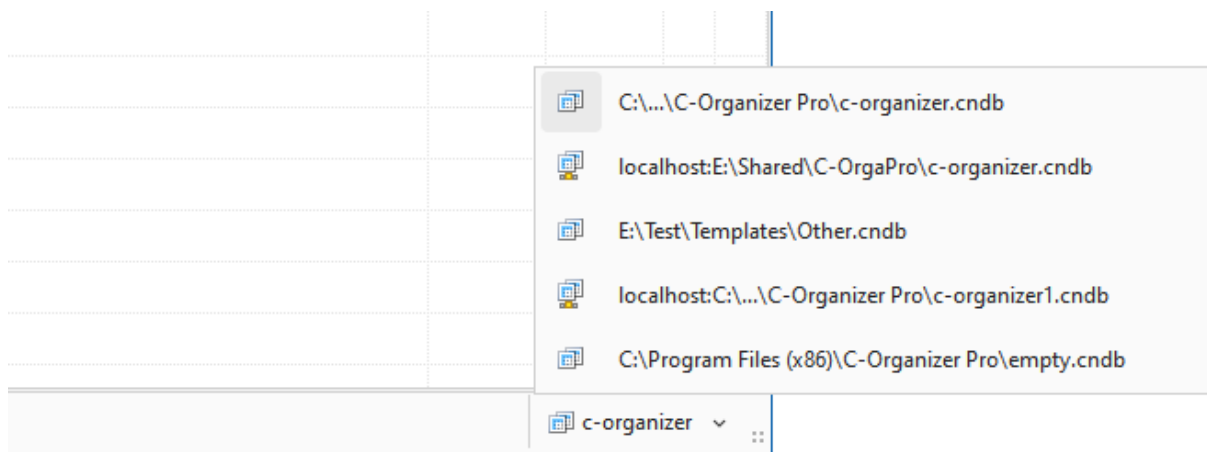 C:\...\C-Organizer Pro\c-organizer.cndb
localhost:E:\Shared\C-OrgaPro\c-organizer.cndb
E:\Test\Templates\Other.cndb
localhost:C:\...\C-Organizer Pro\c-organizer1.cndb
C:\Program Files (x86)\C-Organizer Pro\empty.cndb
c-organizer